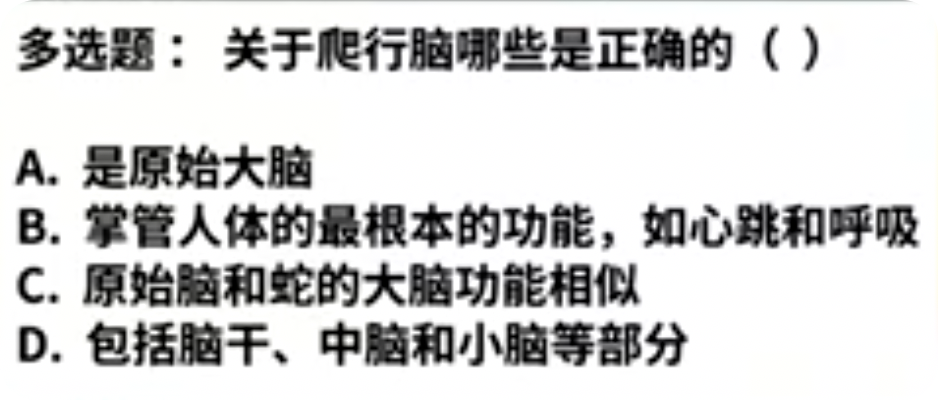 多选题：关于爬行脑哪些是正确的（ ）
A. 是原始大脑
B. 掌管人体的最根本的功能，如心跳和呼吸
C. 原始脑和蛇的大脑功能相似
D. 包括脑干、中脑和小脑等部分